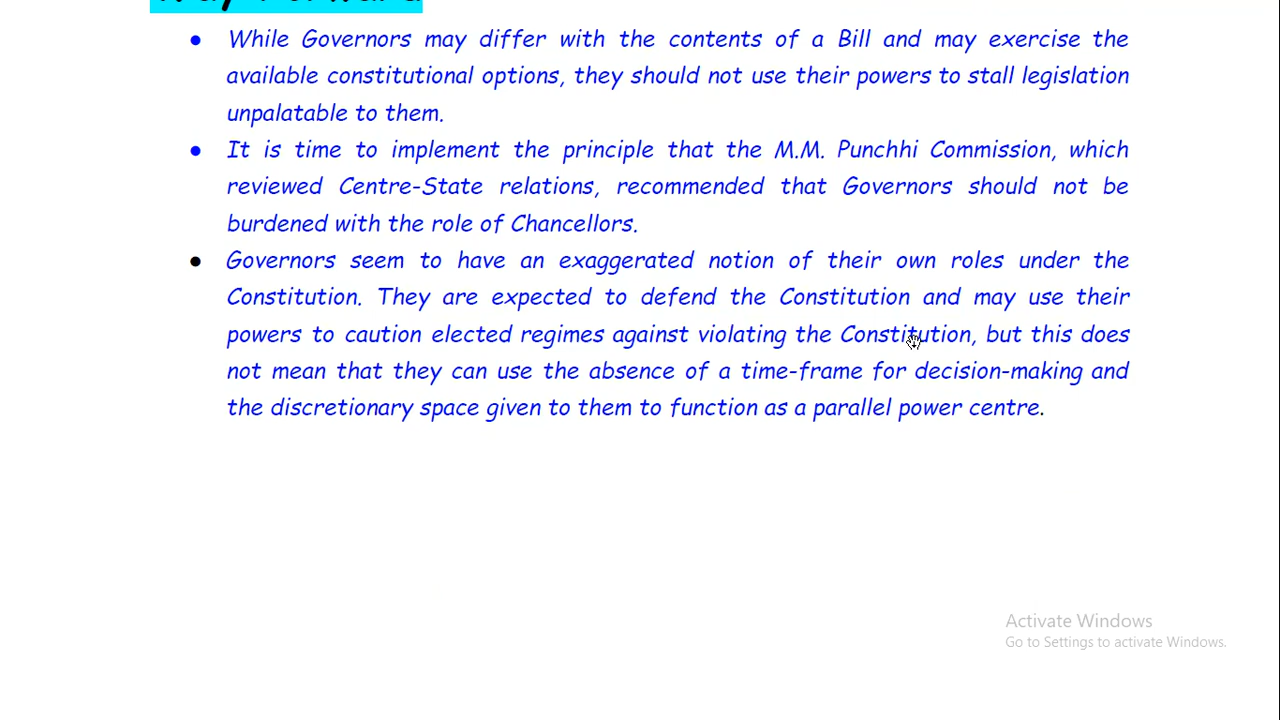 Way Forward
● While Governors may differ with the contents of a Bill and may exercise the
available constitutional options, they should not use their powers to stall legislation
unpalatable to them.
● It is time to implement the principle that the M.M. Punchhi Commission, which
reviewed Centre-State relations, recommended that Governors should not be
burdened with the role of Chancellors.
● Governors seem to have an exaggerated notion of their own roles under the
Constitution. They are expected to defend the Constitution and may use their
powers to caution elected regimes against violating the Constitution, but this does
not mean that they can use the absence of a time-frame for decision-making and
the discretionary space given to them to function as a parallel power centre.
Activate Windows
Go to Settings to activate Windows.